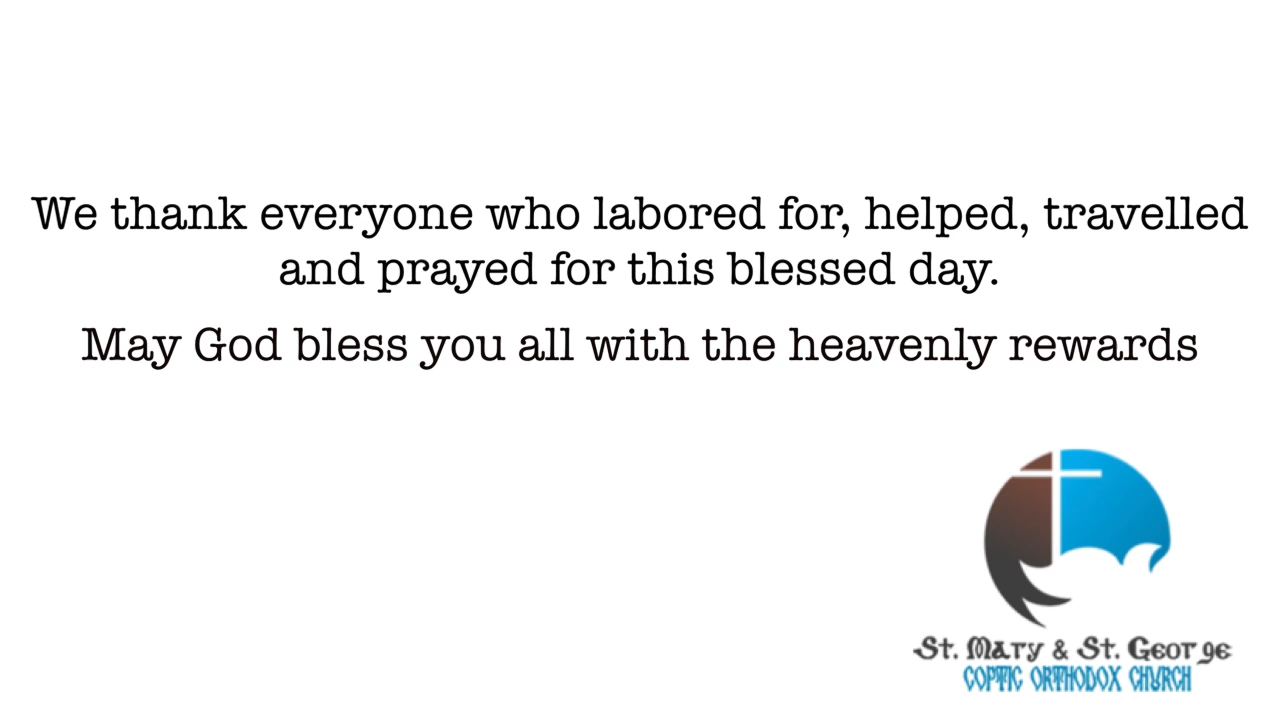 We thank everyone who labored for, helped, travelled
and prayed for this blessed day.
May God bless you all with the heavenly rewards
St. Mary & St. George
COPTIC ORTHODOX CHURCH